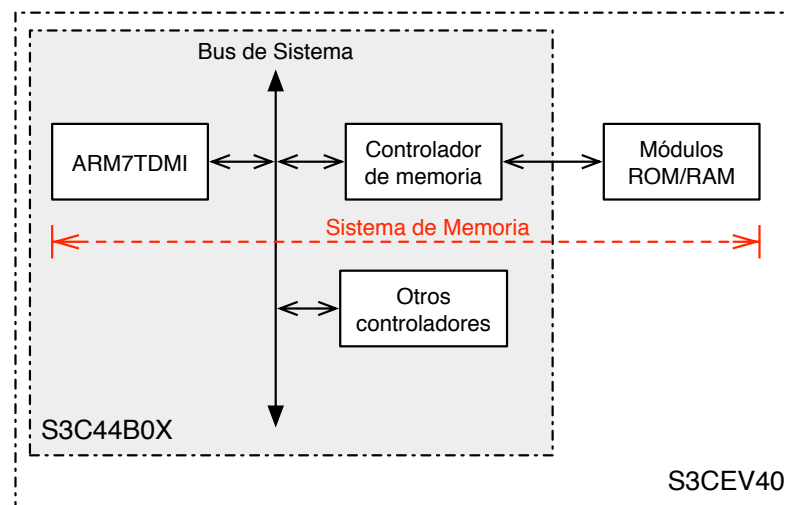 Bus de Sistema
ARM7TDMI
Controlador
de memoria
Módulos
ROM/RAM
Sistema de Memoria
Otros
controladores
S3C44B0X
S3CEV40